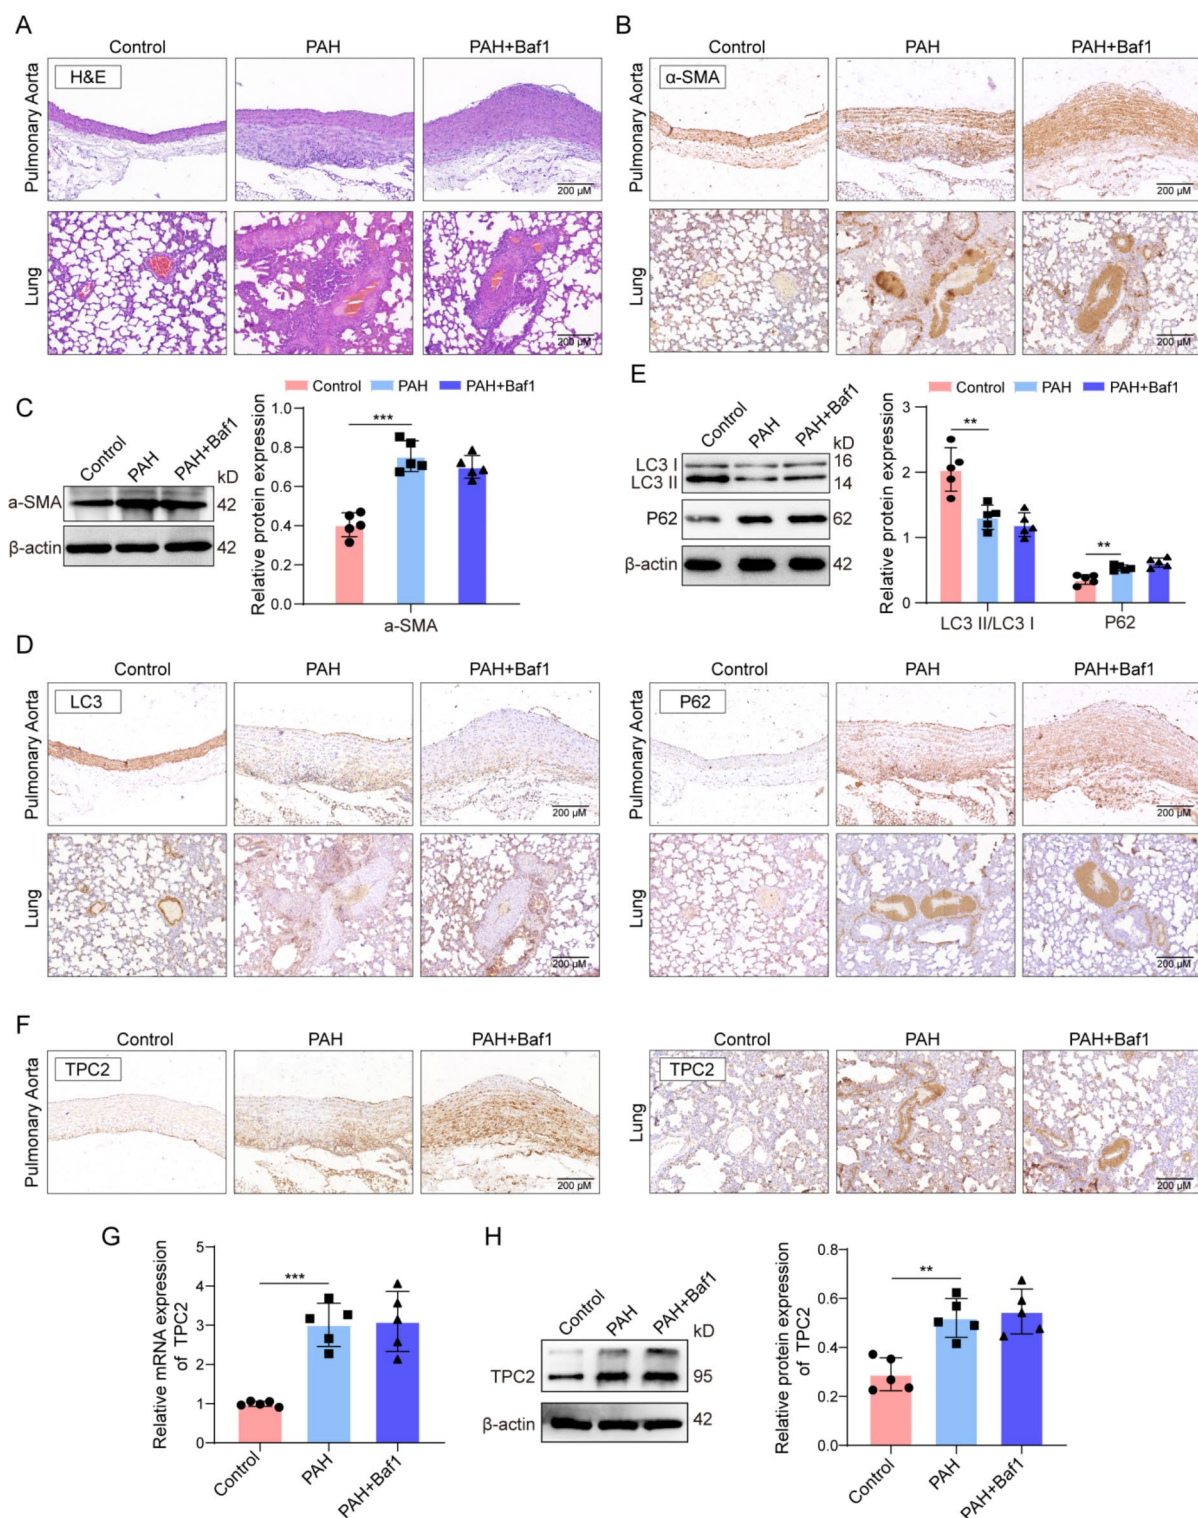 A
Control PAH PAH+Baf1
Pulmonary Aorta
H&E
200 μM
Lung
200 μM
B
Control PAH PAH+Baf1
Pulmonary Aorta
α-SMA
200 μM
Lung
200 μM
C
Control PAH PAH+Baf1
kD
a-SMA 42
β-actin 42
Control PAH PAH+Baf1
Relative protein expression
1.0
0.8
0.6
0.4
0.2
0.0
***
a-SMA
E
Control PAH PAH+Baf1
kD
LC3 I 16
LC3 II 14
P62 62
β-actin 42
Control PAH PAH+Baf1
Relative protein expression
3
2
1
0
**
**
LC3 II/LC3 I P62
D
Control PAH PAH+Baf1
Pulmonary Aorta
LC3
200 μM
Lung
200 μM
Control PAH PAH+Baf1
Pulmonary Aorta
P62
200 μM
Lung
200 μM
F
Control PAH PAH+Baf1
Pulmonary Aorta
TPC2
200 μM
Control PAH PAH+Baf1
Lung
TPC2
200 μM
G
Relative mRNA expression
of TPC2
5
4
3
2
1
0
***
Control PAH PAH+Baf1
H
Control PAH PAH+Baf1
kD
TPC2 95
β-actin 42
Relative protein expression
of TPC2
0.8
0.6
0.4
0.2
0.0
**
Control PAH PAH+Baf1